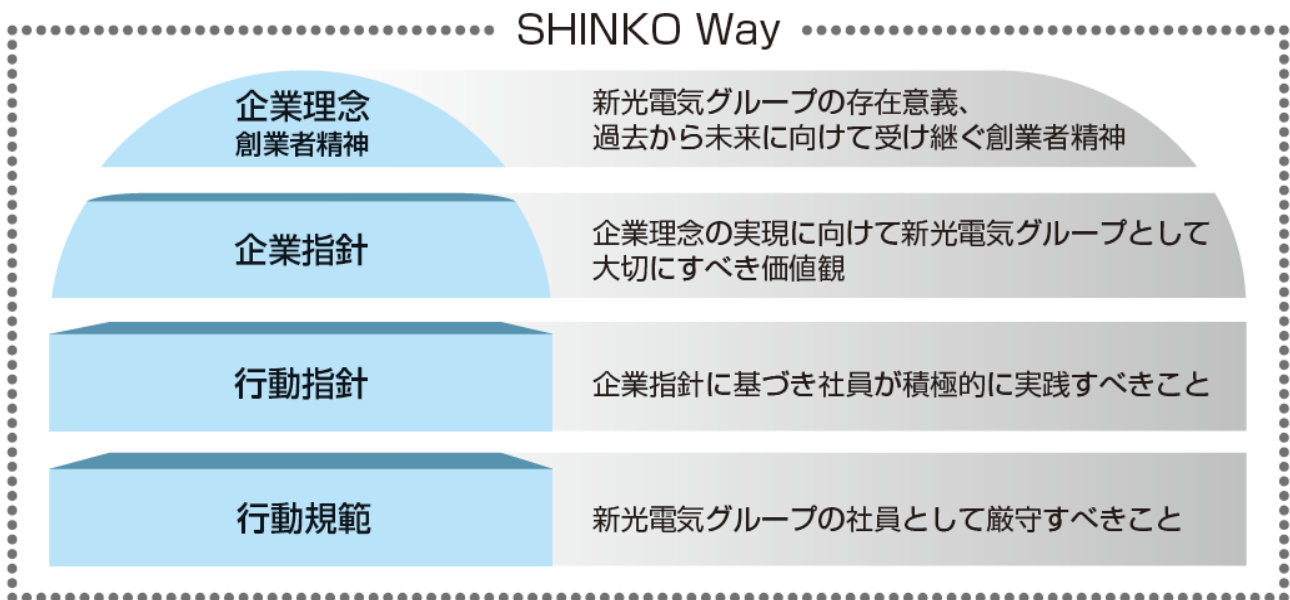 SHINKO Way
企業理念
創業者精神
新光電気グループの存在意義、
過去から未来に向けて受け継ぐ創業者精神
企業指針
企業理念の実現に向けて新光電気グループとして
大切にすべき価値観
行動指針
企業指針に基づき社員が積極的に実践すべきこと
行動規範
新光電気グループの社員として厳守すべきこと